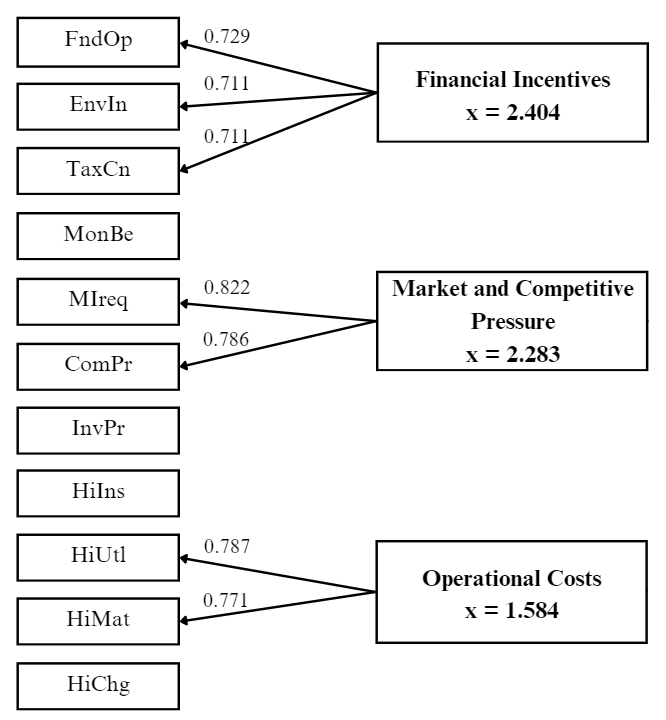 FndOp
0.729
EnvIn
0.711
TaxCn
0.711
Financial Incentives
x = 2.404
MonBe
MIreq
0.822
ComPr
0.786
Market and Competitive
Pressure
x = 2.283
InvPr
HiIns
HiUtl
0.787
HiMat
0.771
Operational Costs
x = 1.584
HiChg